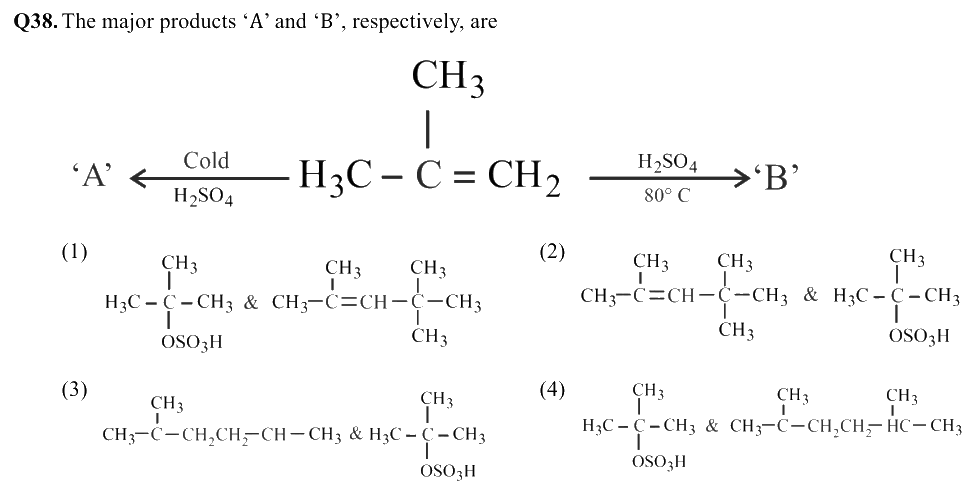 Q38. The major products ‘A’ and ‘B’, respectively, are
CH3
‘A’ Cold H2SO4 H3C – C = CH2 H2SO4 80° C ‘B’
(1)
CH3 CH3 CH3
H3C – C – CH3 & CH3 – C = CH – C – CH3
OSO3H CH3
(2)
CH3 CH3 CH3
CH3 – C = CH – C – CH3 & H3C – C – CH3
CH3 OSO3H
(3)
CH3 CH3
CH3 – C – CH2CH2 – CH – CH3 & H3C – C – CH3
OSO3H
(4)
CH3 CH3 CH3
H3C – C – CH3 & CH3 – C – CH2CH2 – HC – CH3
OSO3H